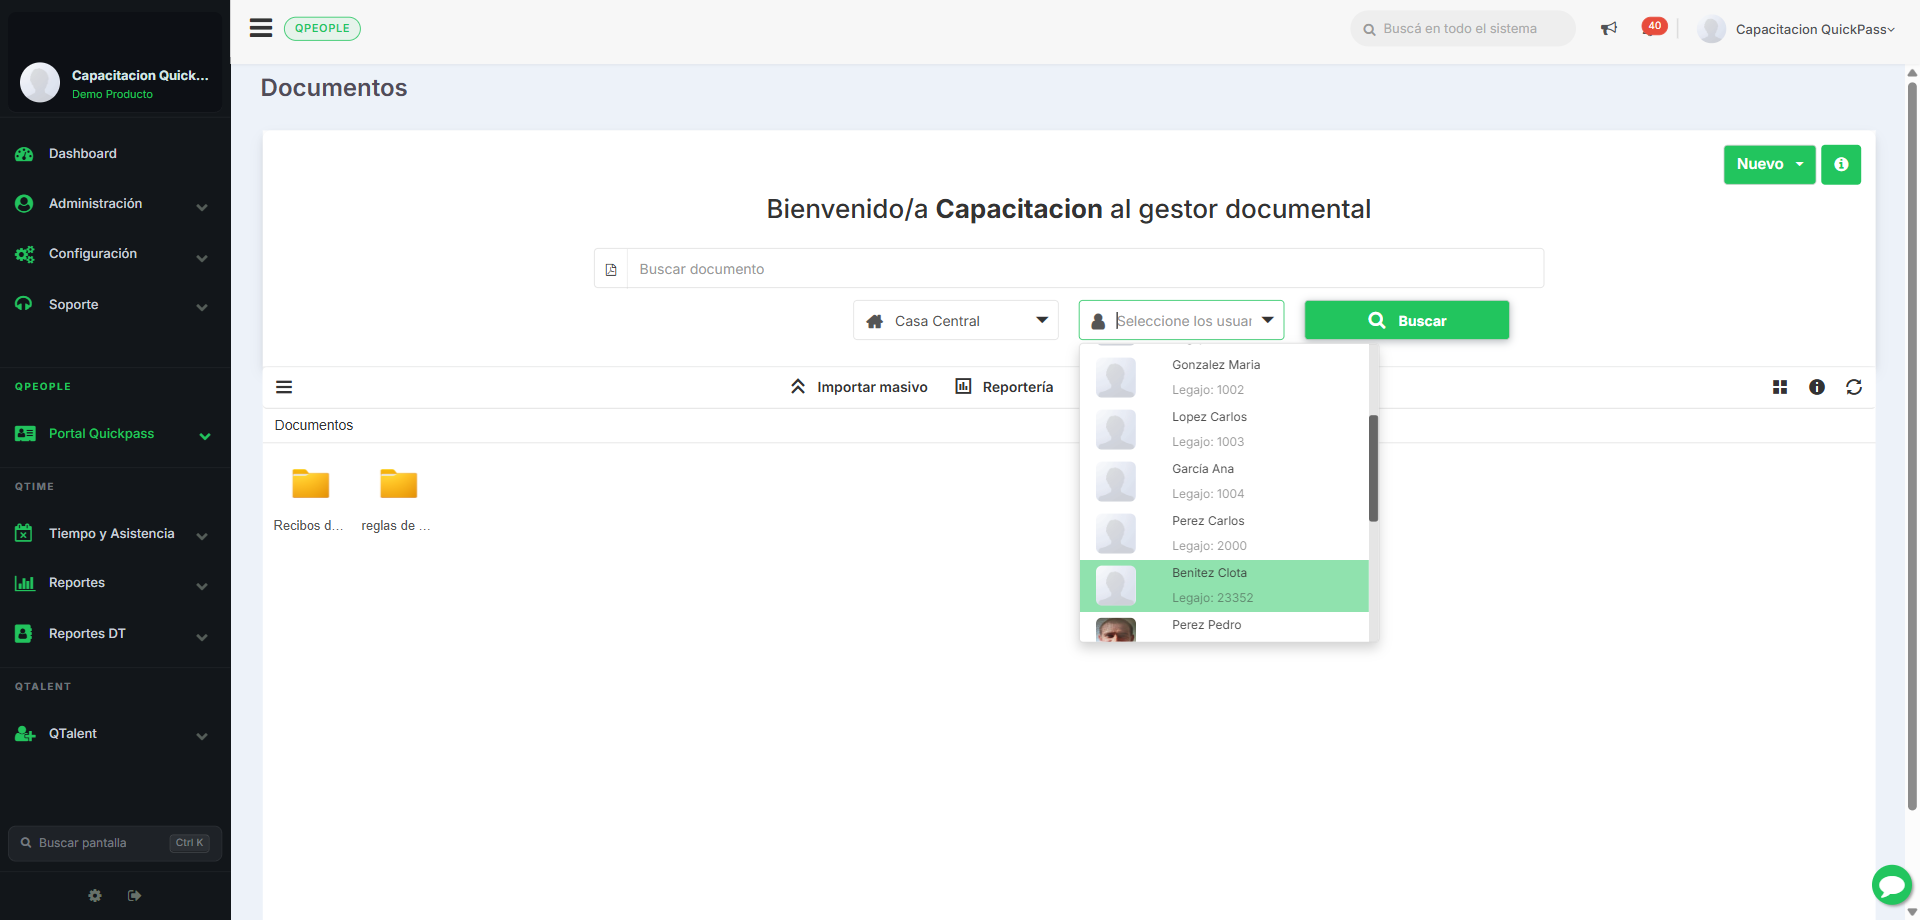 QPEOPLE
Buscá en todo el sistema
40
Capacitacion QuickPass
Capacitacion Quick...
Demo Producto
Dashboard
Administración
Configuración
Soporte
QPEOPLE
Portal Quickpass
QTIME
Tiempo y Asistencia
Reportes
Reportes DT
QTALENT
QTalent
Buscar pantalla
Ctrl K
Documentos
Nuevo
Bienvenido/a Capacitacion al gestor documental
Buscar documento
Casa Central
Seleccione los usuar
Buscar
Importar masivo
Reportería
Documentos
Recibos d...
reglas de ...
Gonzalez Maria
Legajo: 1002
Lopez Carlos
Legajo: 1003
García Ana
Legajo: 1004
Perez Carlos
Legajo: 2000
Benitez Clota
Legajo: 23352
Perez Pedro